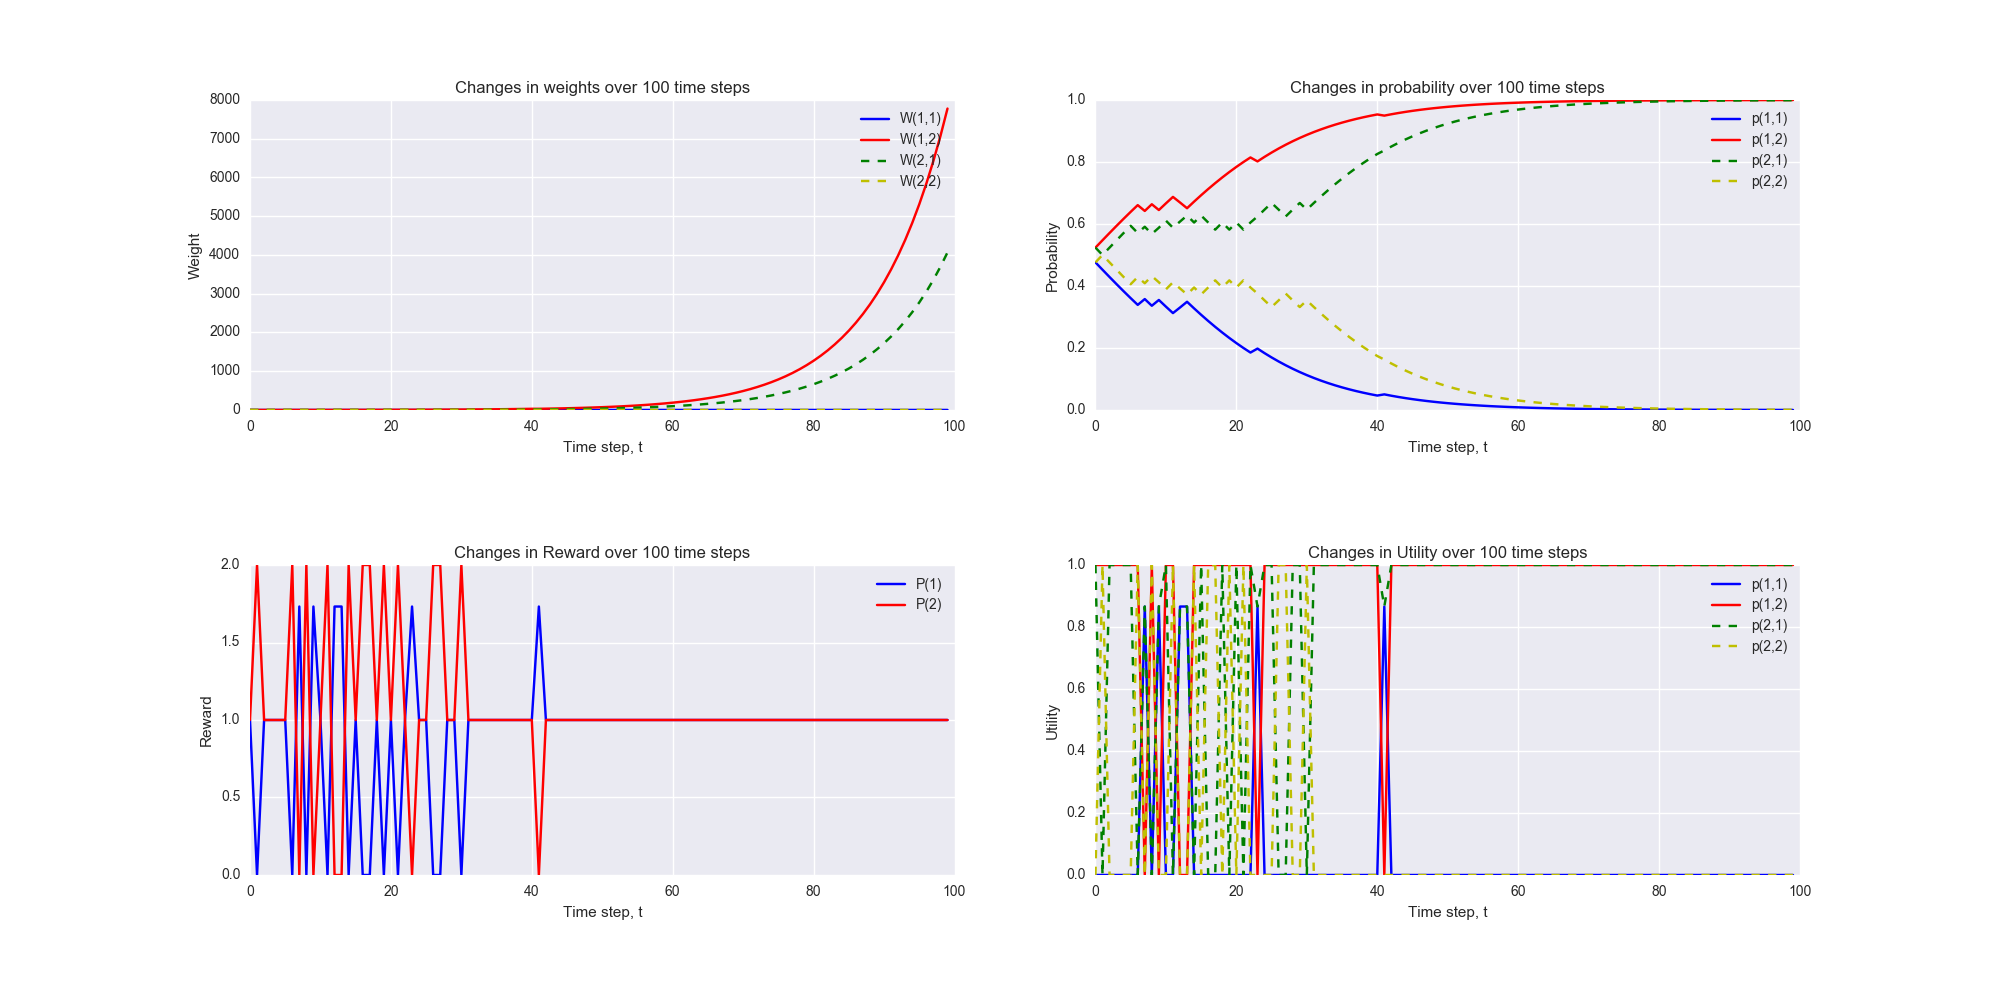 Changes in weights over 100 time steps
8000
7000
6000
5000
4000
3000
2000
1000
0
Weight
W(1,1)
W(1,2)
W(2,1)
W(2,2)
0 20 40 60 80 100
Time step, t
Changes in probability over 100 time steps
1.0
0.8
0.6
0.4
0.2
0.0
Probability
p(1,1)
p(1,2)
p(2,1)
p(2,2)
0 20 40 60 80 100
Time step, t
Changes in Reward over 100 time steps
2.0
1.5
1.0
0.5
0.0
Reward
P(1)
P(2)
0 20 40 60 80 100
Time step, t
Changes in Utility over 100 time steps
1.0
0.8
0.6
0.4
0.2
0.0
Utility
p(1,1)
p(1,2)
p(2,1)
p(2,2)
0 20 40 60 80 100
Time step, t